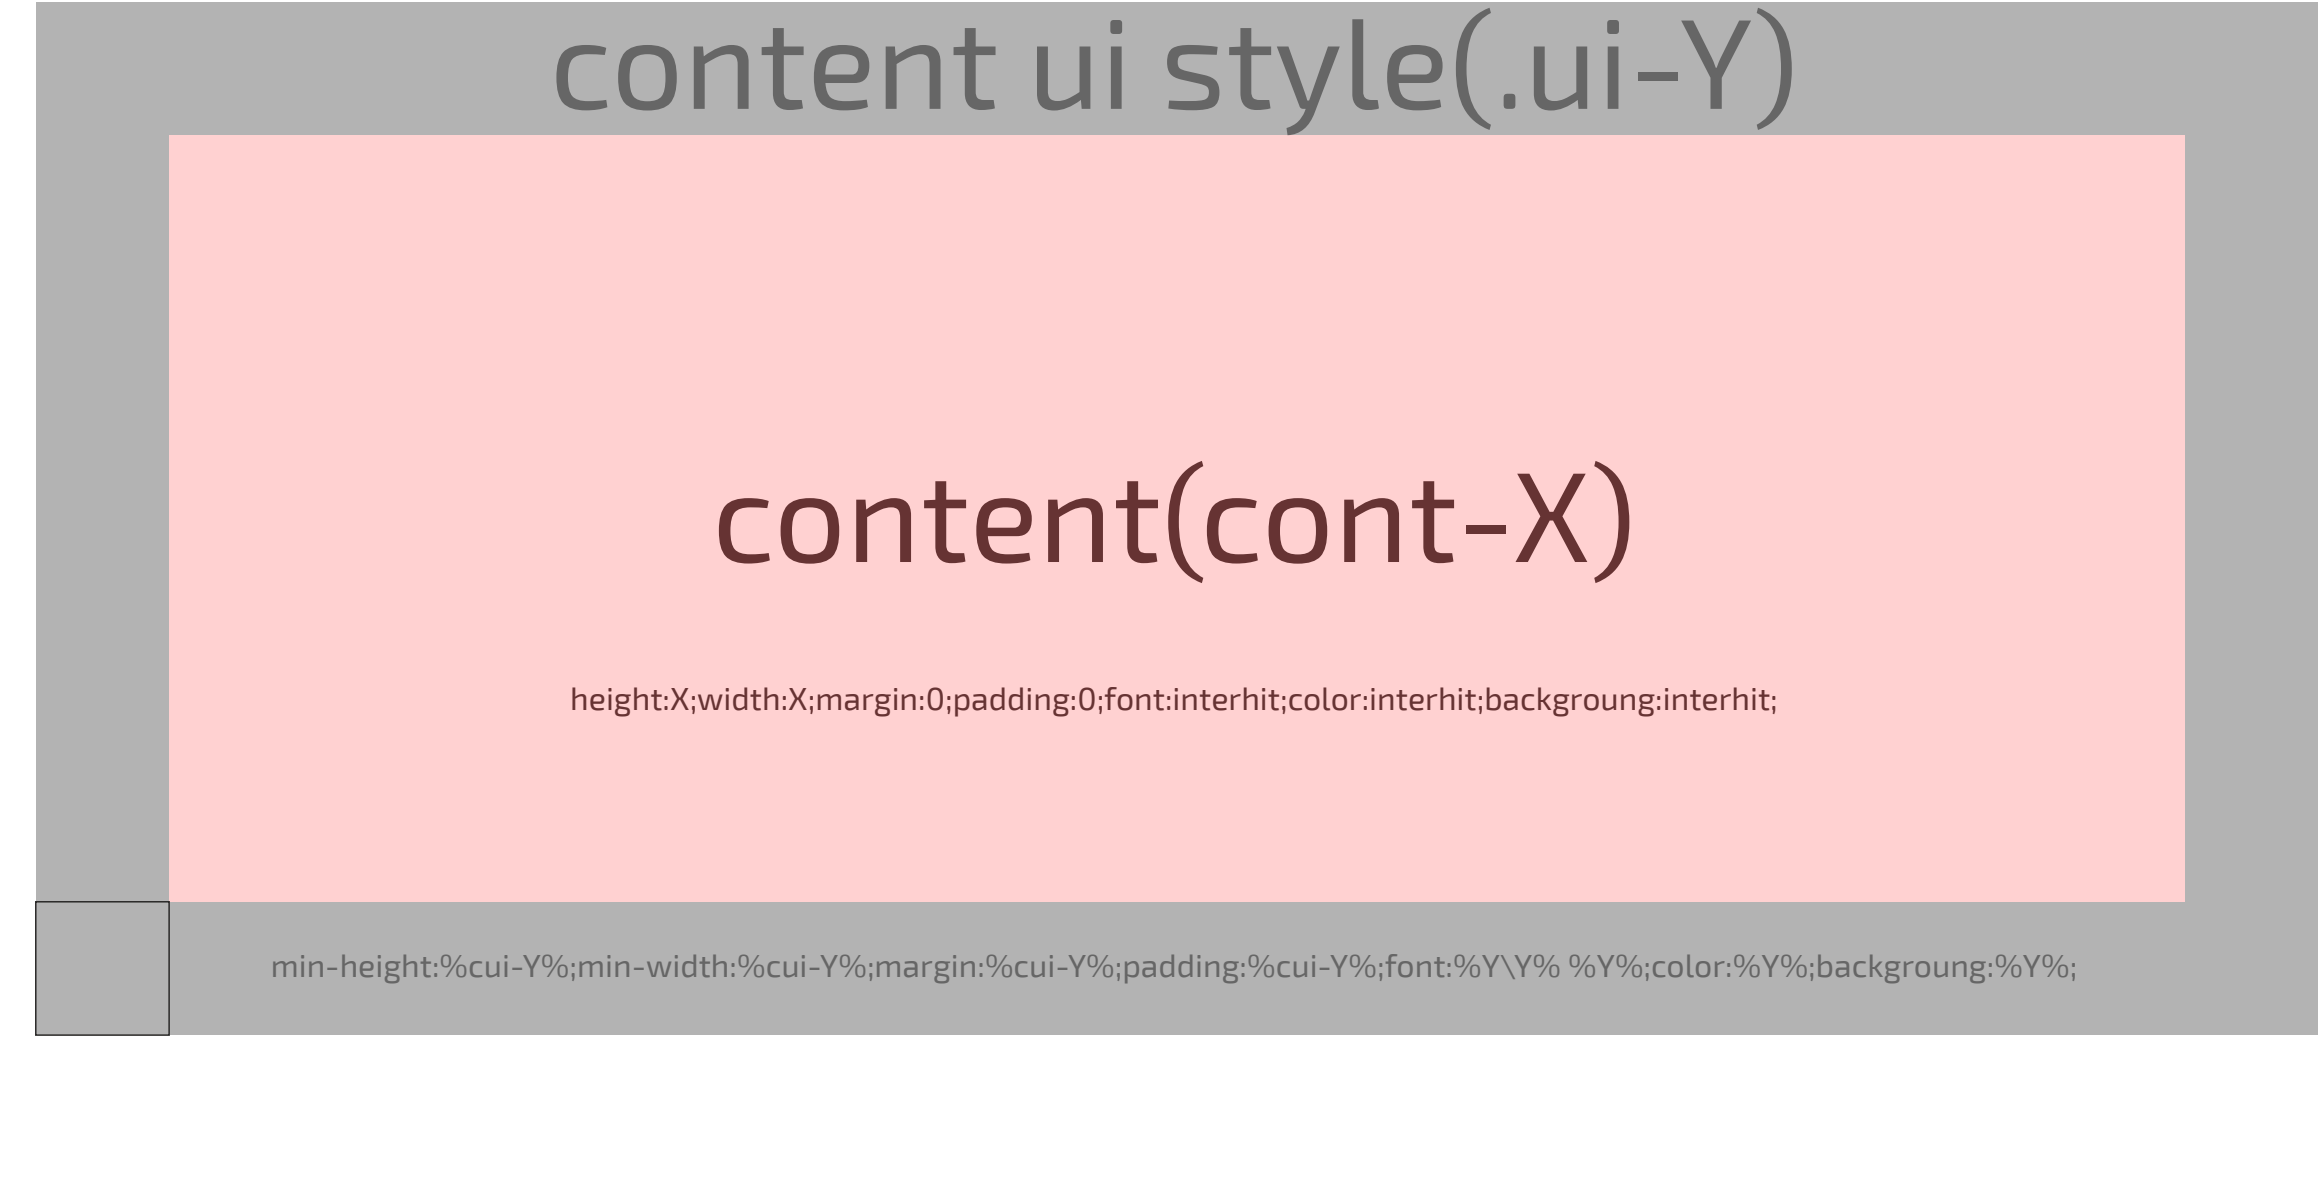 content ui style(.ui-Y)
content(cont-X)
height:X;width:X;margin:0;padding:0;font:interhit;color:interhit;backgroung:interhit;
min-height:%cui-Y%;min-width:%cui-Y%;margin:%cui-Y%;padding:%cui-Y%;font:%Y\Y% %Y%;color:%Y%;backgroung:%Y%;